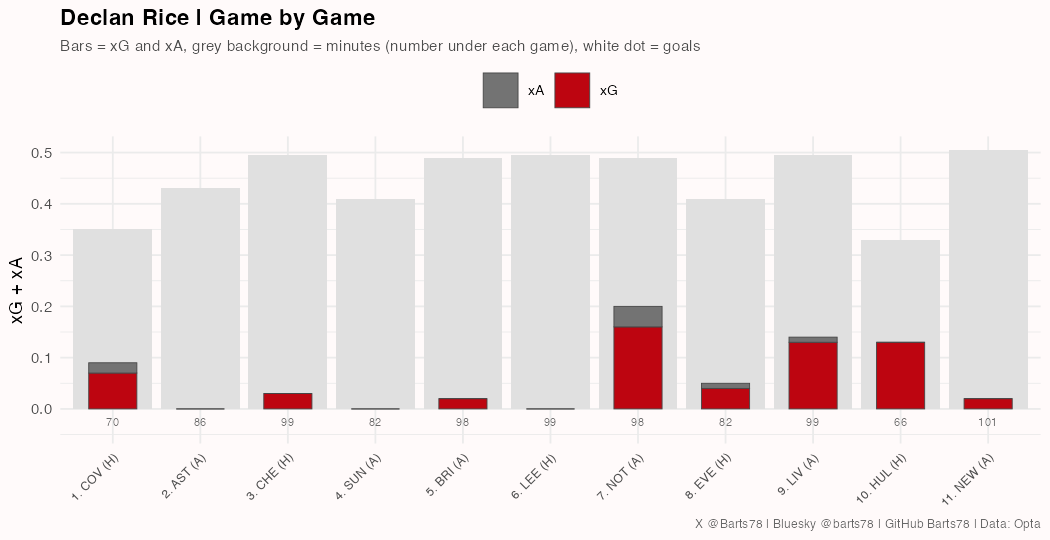 Declan Rice | Game by Game
Bars = xG and xA, grey background = minutes (number under each game), white dot = goals
xA xG
xG + xA
0.5
0.4
0.3
0.2
0.1
0.0
70 86 99 82 98 99 98 82 99 66 101
1. COV (H)
2. AST (A)
3. CHE (H)
4. SUN (A)
5. BRI (A)
6. LEE (H)
7. NOT (A)
8. EVE (H)
9. LIV (A)
10. HUL (H)
11. NEW (A)
X @Barts78 | Bluesky @barts78 | GitHub Barts78 | Data: Opta